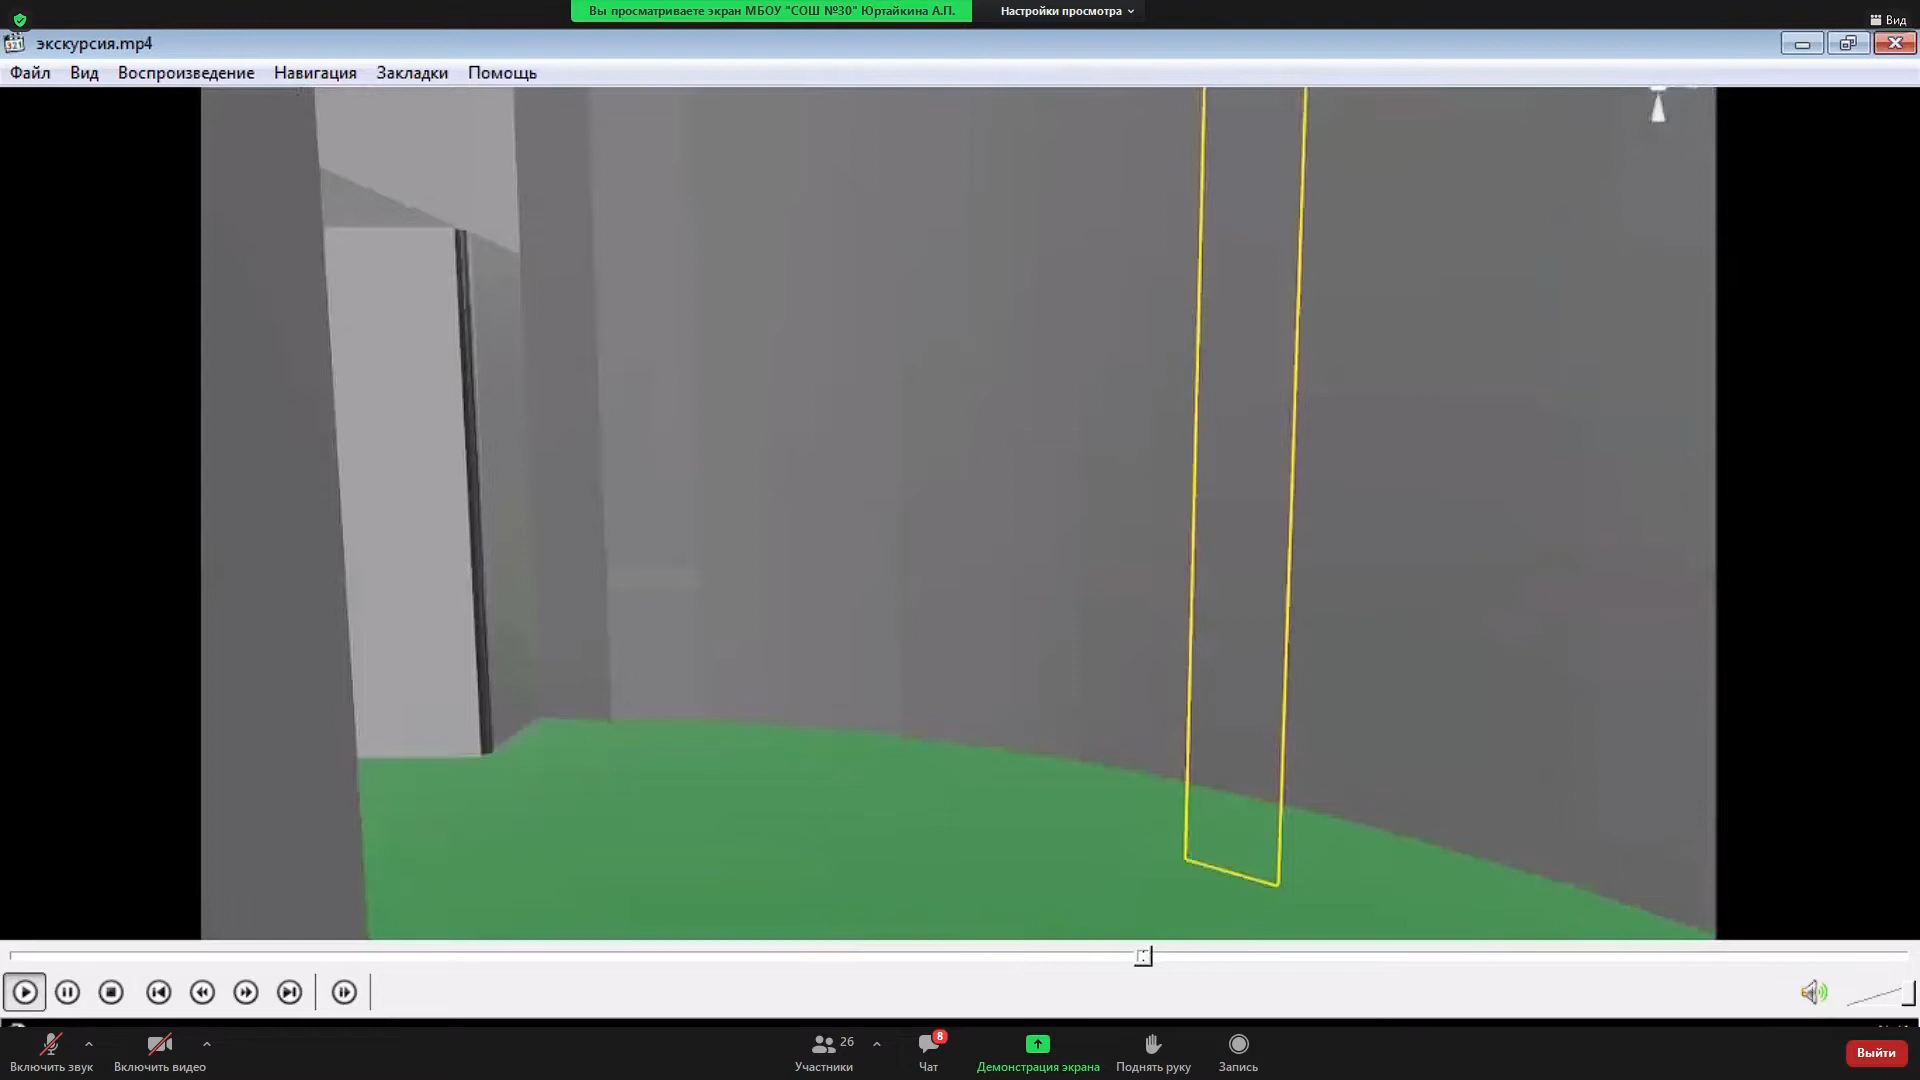 Вы просматриваете экран МБОУ "СОШ №30" Юртайкина А.П.
Настройки просмотра
Вид
экскурсия.mp4
Файл Вид Воспроизведение Навигация Закладки Помощь
Включить звук
Включить видео
26
Участники
8
Чат
Демонстрация экрана
Поднять руку
Запись
Выйти